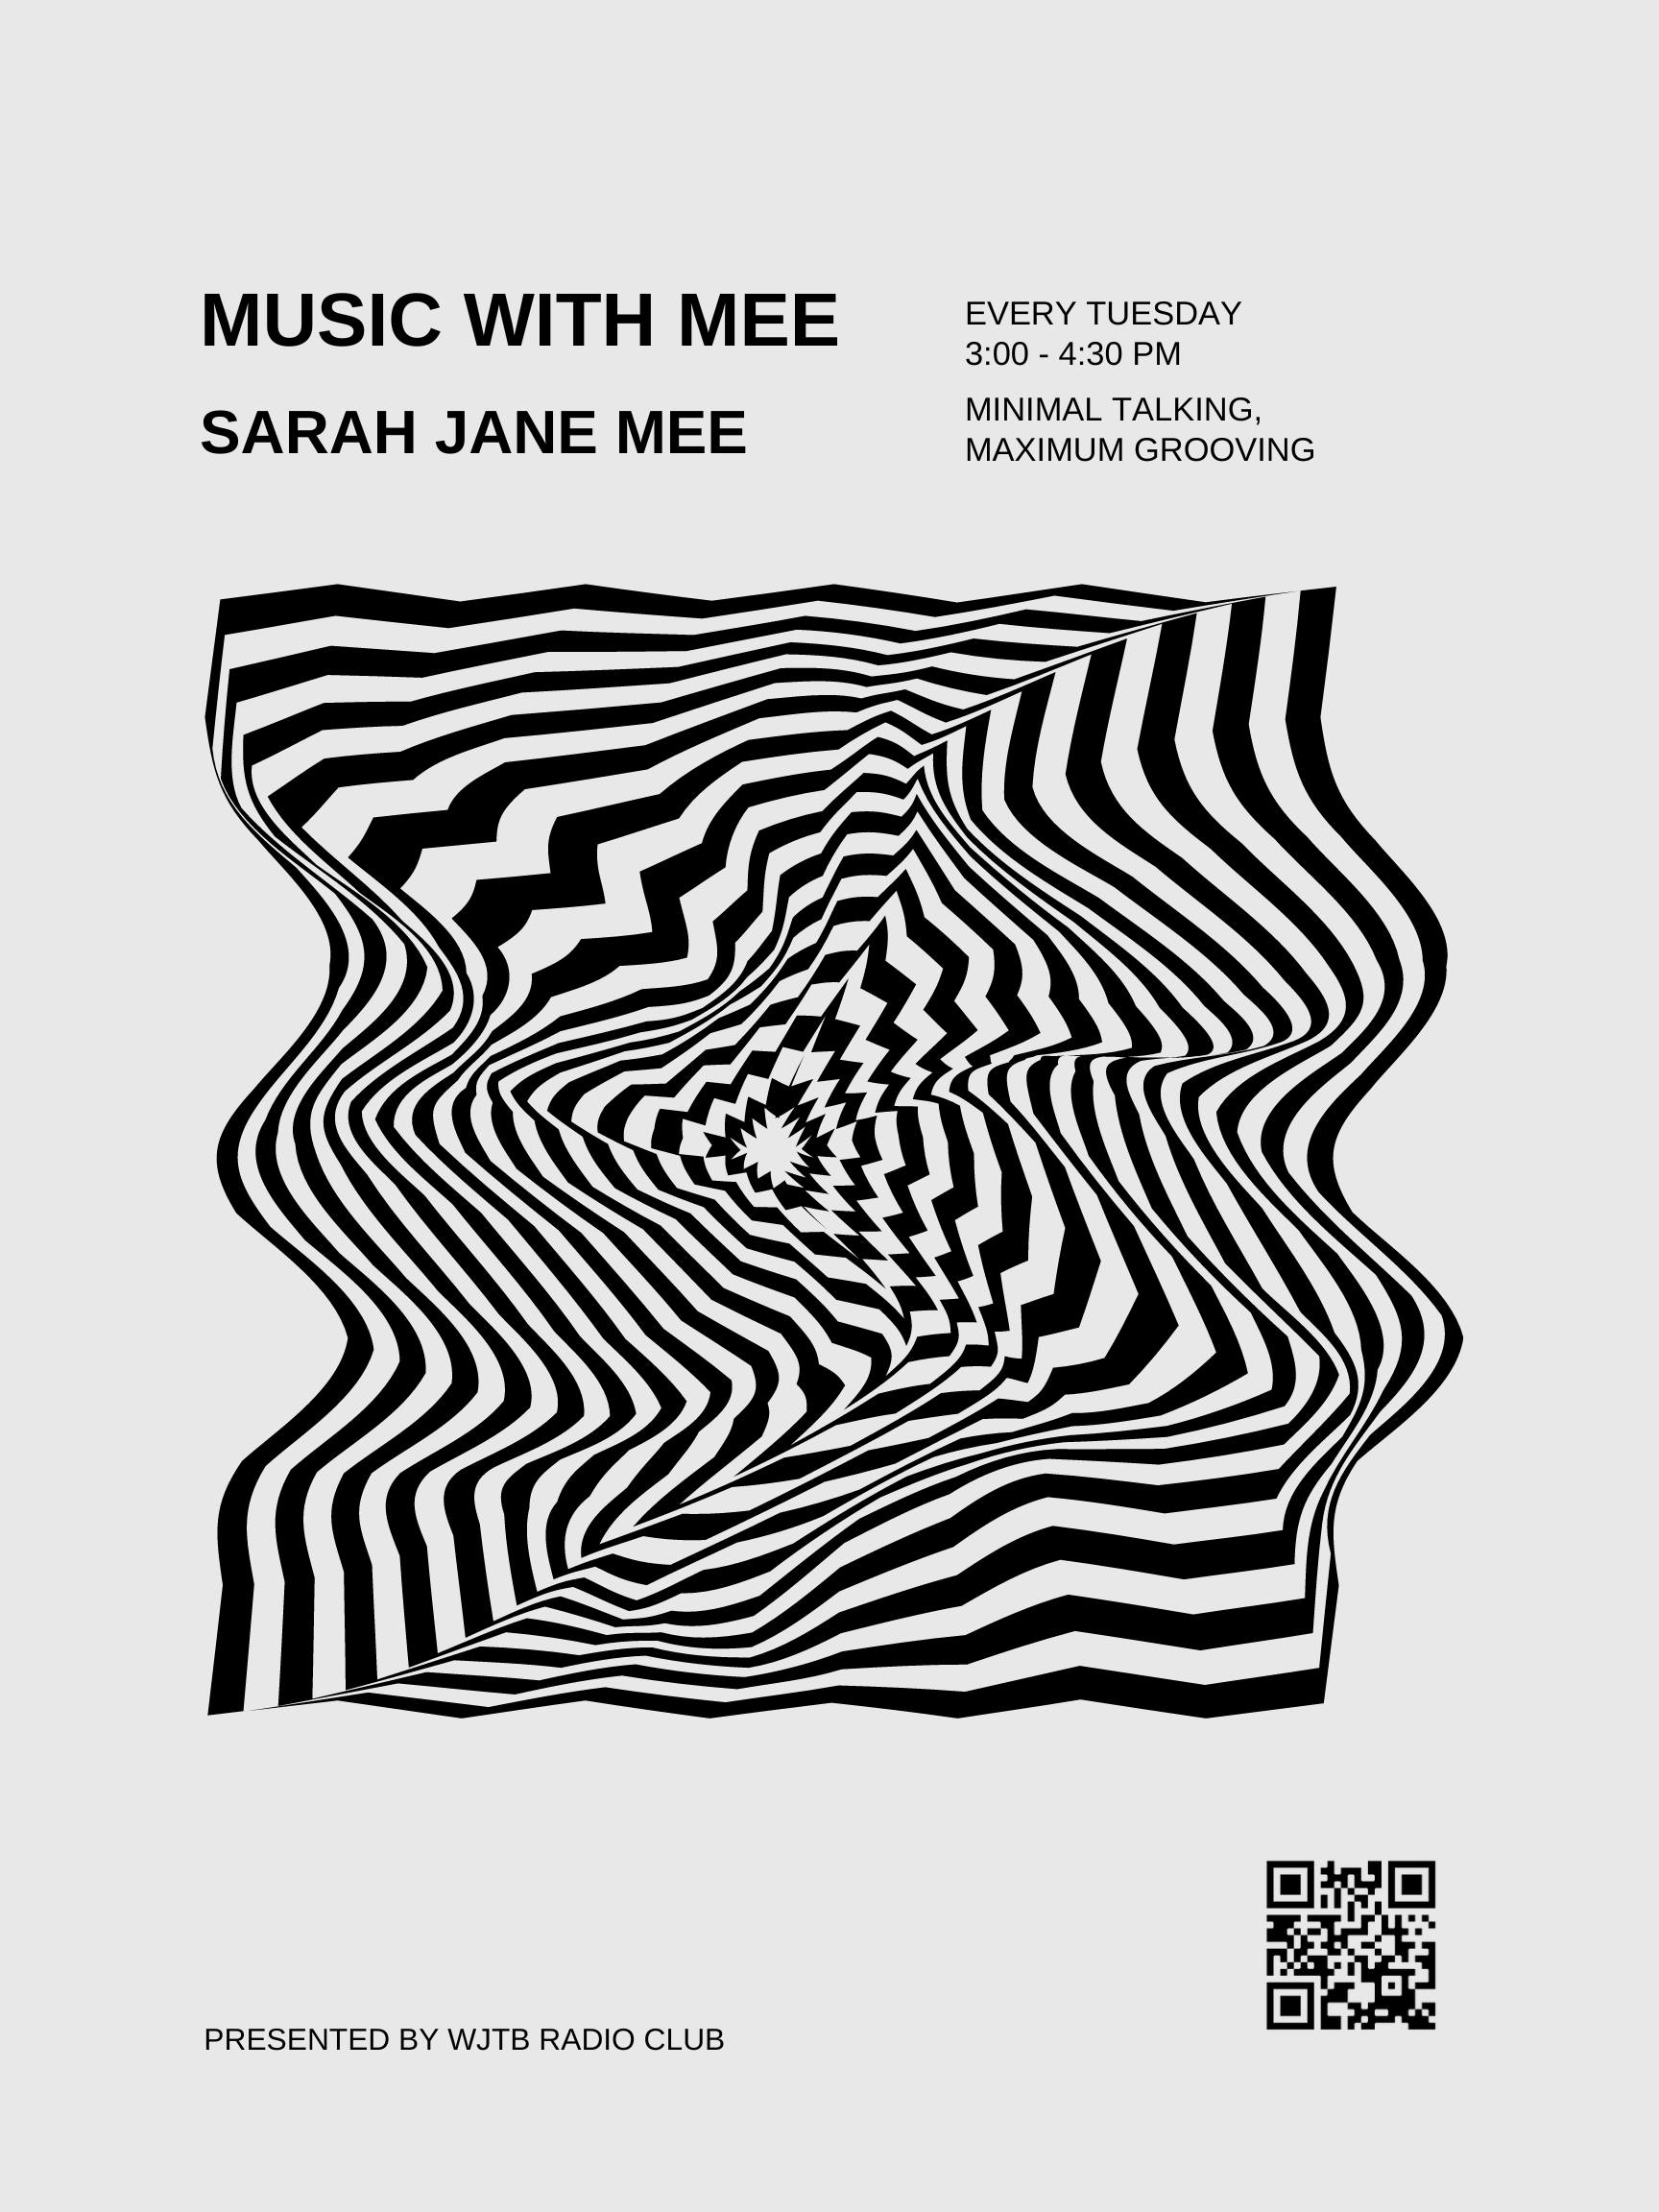 MUSIC WITH MEE
SARAH JANE MEE
EVERY TUESDAY
3:00 - 4:30 PM
MINIMAL TALKING,
MAXIMUM GROOVING
PRESENTED BY WJTB RADIO CLUB